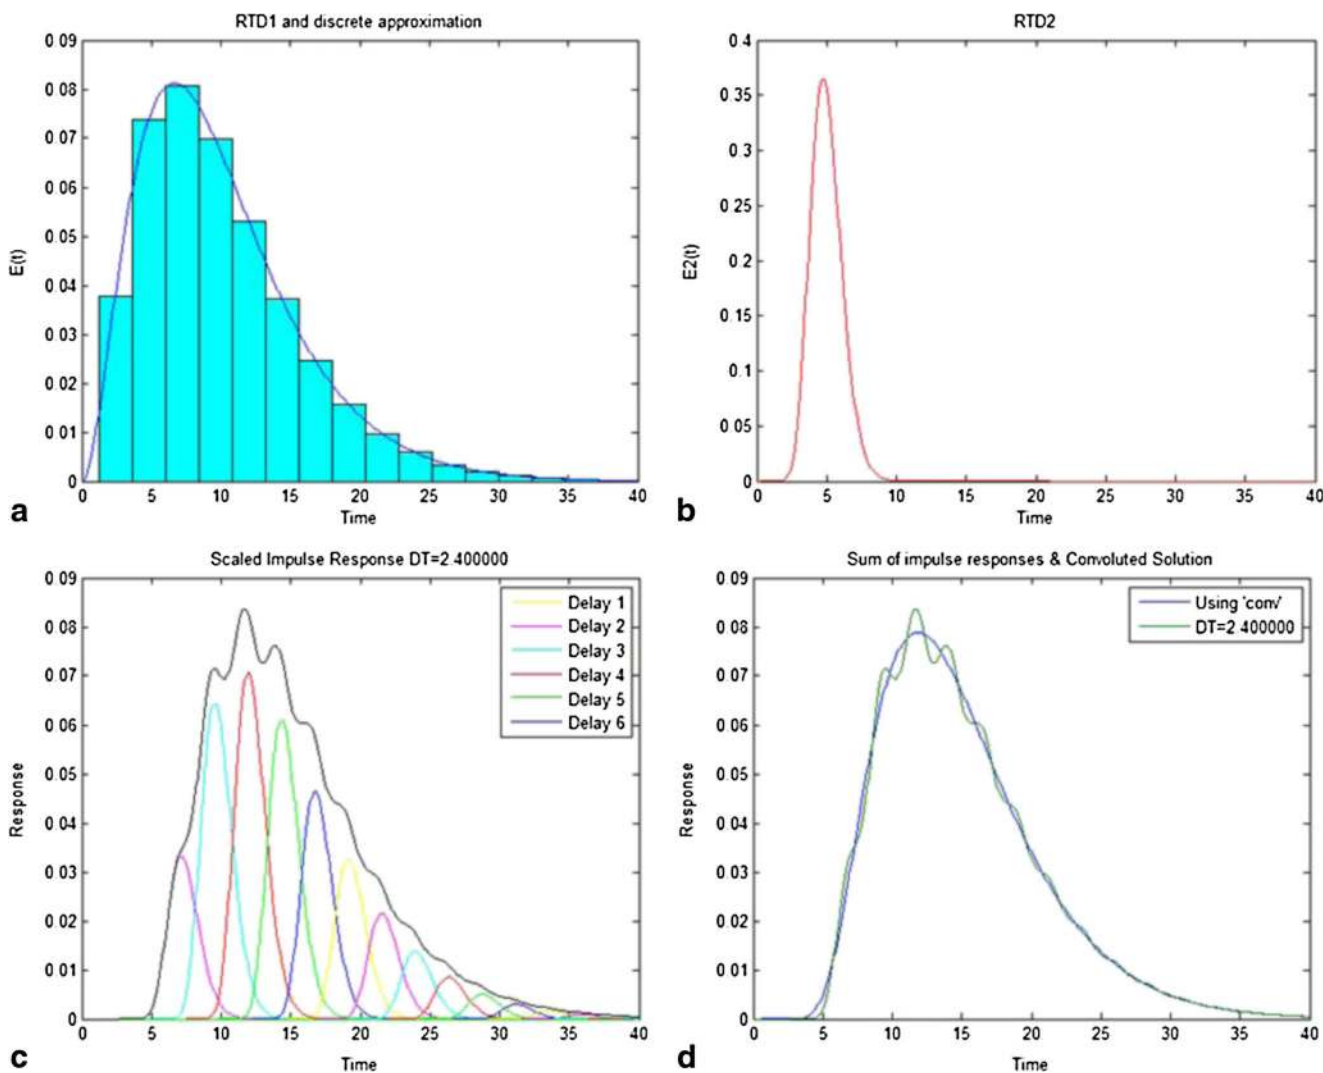 RTD1 and discrete approximation
0 09
0 08
0 07
0 06
0 05
0 04
0 03
0 02
0 01
0
E(t)
0 5 10 15 20 25 30 35 40
Time
a
RTD2
0.4
0.35
0.3
0.25
0.2
0.15
0.1
0.05
0
E2(t)
0 5 10 15 20 25 30 35 40
Time
b
Scaled Impulse Response DT=2 400000
0 09
0 08
0 07
0 06
0 05
0 04
0 03
0 02
0 01
0
Response
Delay 1
Delay 2
Delay 3
Delay 4
Delay 5
Delay 6
0 5 10 15 20 25 30 35 40
Time
c
Sum of impulse responses & Convoluted Solution
0 09
0 08
0 07
0 06
0 05
0 04
0 03
0 02
0 01
0
Response
Using 'conv'
DT=2 400000
0 5 10 15 20 25 30 35 40
Time
d